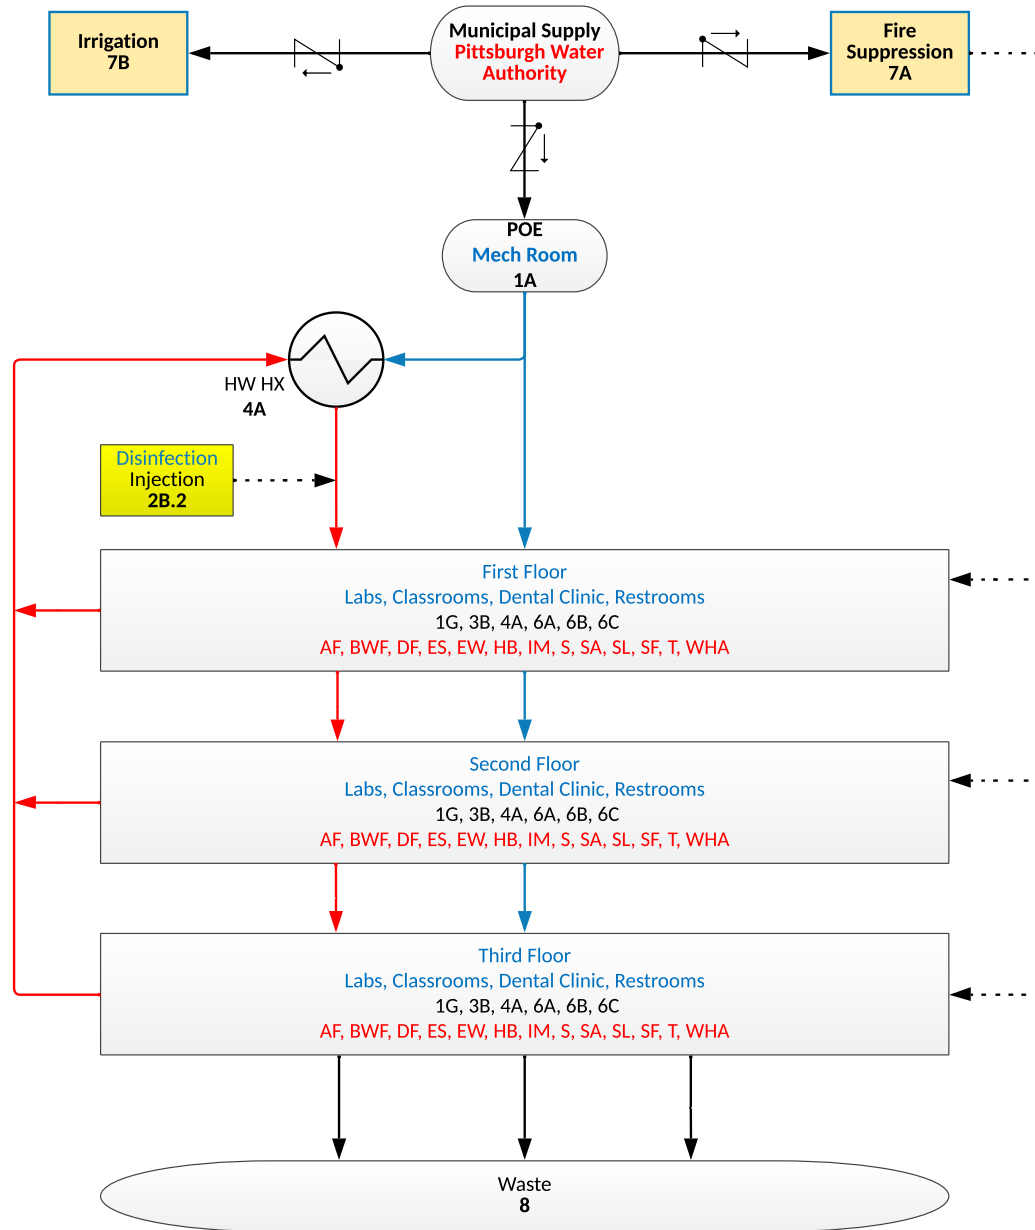 Irrigation
7B
Municipal Supply
Pittsburgh Water
Authority
Fire
Suppression
7A
POE
Mech Room
1A
HW HX
4A
Disinfection
Injection
2B.2
First Floor
Labs, Classrooms, Dental Clinic, Restrooms
1G, 3B, 4A, 6A, 6B, 6C
AF, BWF, DF, ES, EW, HB, IM, S, SA, SL, SF, T, WHA
Second Floor
Labs, Classrooms, Dental Clinic, Restrooms
1G, 3B, 4A, 6A, 6B, 6C
AF, BWF, DF, ES, EW, HB, IM, S, SA, SL, SF, T, WHA
Third Floor
Labs, Classrooms, Dental Clinic, Restrooms
1G, 3B, 4A, 6A, 6B, 6C
AF, BWF, DF, ES, EW, HB, IM, S, SA, SL, SF, T, WHA
Waste
8